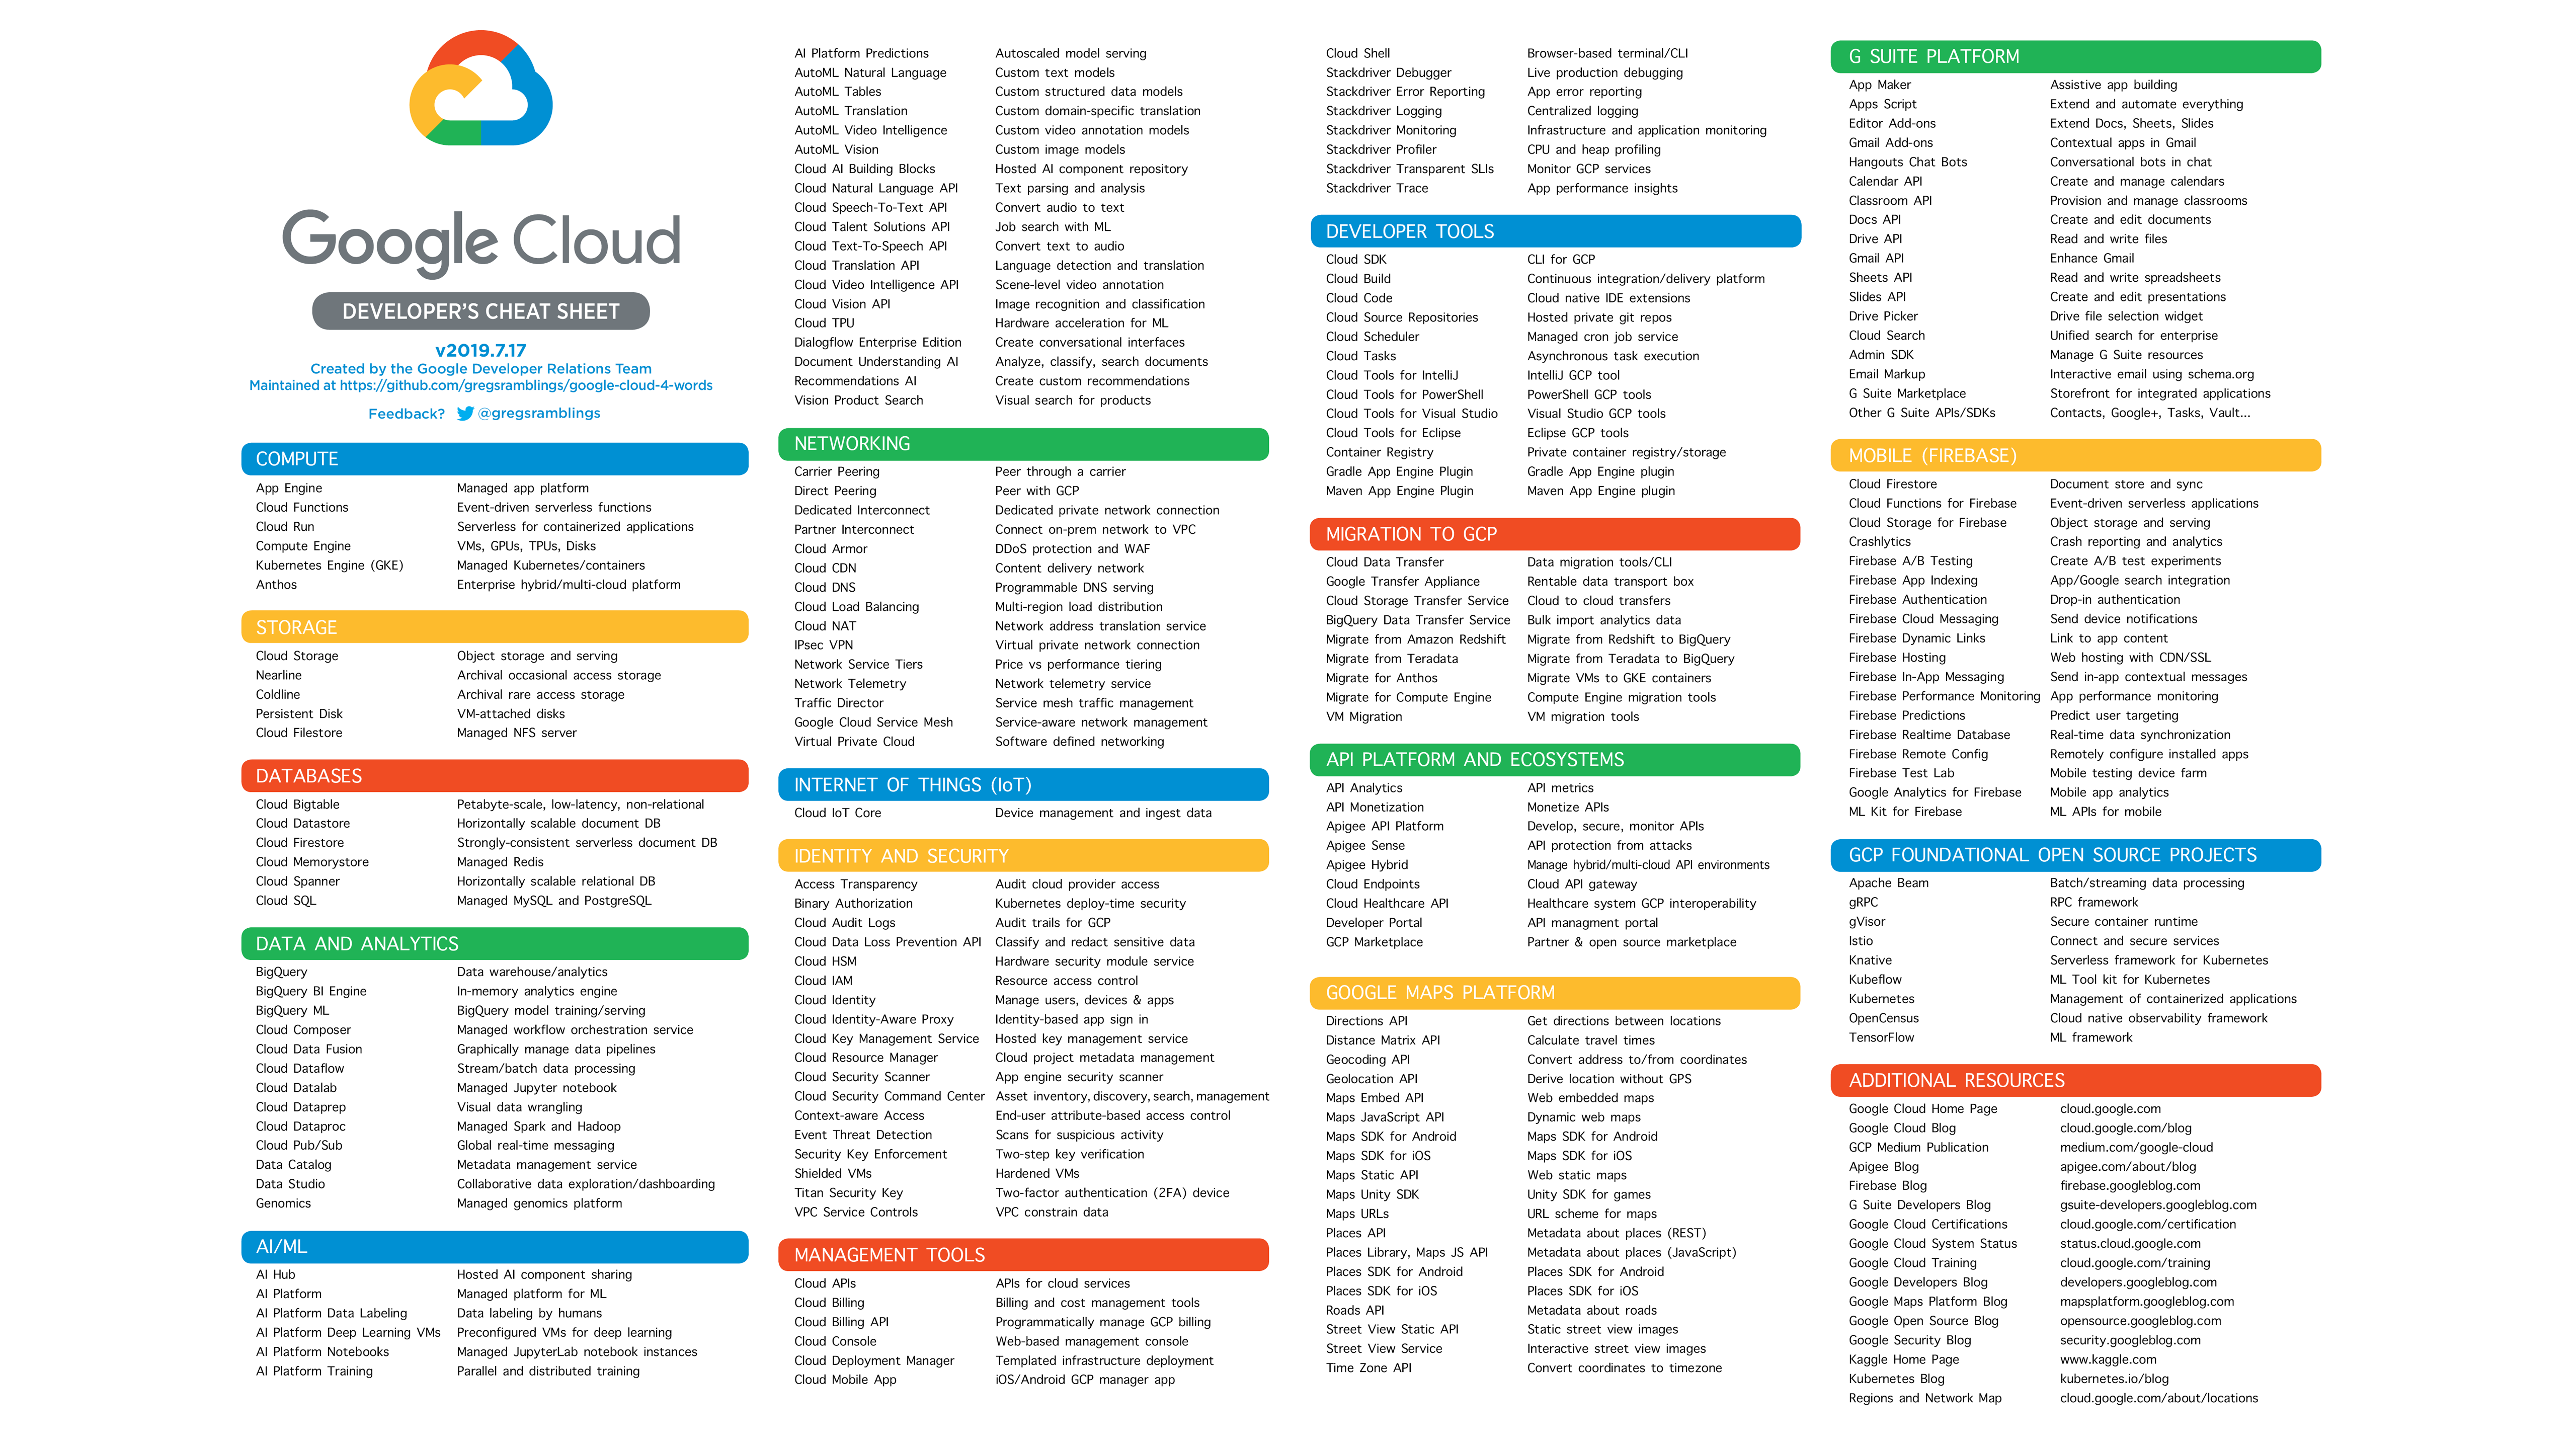 Google Cloud
DEVELOPER'S CHEAT SHEET
v2019.7.17
Created by the Google Developer Relations Team
Maintained at https://github.com/gregsramblings/google-cloud-4-words
Feedback? @gregsramblings
COMPUTE
App Engine Managed app platform
Cloud Functions Event-driven serverless functions
Cloud Run Serverless for containerized applications
Compute Engine VMs, GPUs, TPUs, Disks
Kubernetes Engine (GKE) Managed Kubernetes/containers
Anthos Enterprise hybrid/multi-cloud platform
STORAGE
Cloud Storage Object storage and serving
Nearline Archival occasional access storage
Coldline Archival rare access storage
Persistent Disk VM-attached disks
Cloud Filestore Managed NFS server
DATABASES
Cloud Bigtable Petabyte-scale, low-latency, non-relational
Cloud Datastore Horizontally scalable document DB
Cloud Firestore Strongly-consistent serverless document DB
Cloud Memorystore Managed Redis
Cloud Spanner Horizontally scalable relational DB
Cloud SQL Managed MySQL and PostgreSQL
DATA AND ANALYTICS
BigQuery Data warehouse/analytics
BigQuery BI Engine In-memory analytics engine
BigQuery ML BigQuery model training/serving
Cloud Composer Managed workflow orchestration service
Cloud Data Fusion Graphically manage data pipelines
Cloud Dataflow Stream/batch data processing
Cloud Datalab Managed Jupyter notebook
Cloud Dataprep Visual data wrangling
Cloud Dataproc Managed Spark and Hadoop
Cloud Pub/Sub Global real-time messaging
Data Catalog Metadata management service
Data Studio Collaborative data exploration/dashboarding
Genomics Managed genomics platform
AI/ML
AI Hub Hosted AI component sharing
AI Platform Managed platform for ML
AI Platform Data Labeling Data labeling by humans
AI Platform Deep Learning VMs Preconfigured VMs for deep learning
AI Platform Notebooks Managed JupyterLab notebook instances
AI Platform Training Parallel and distributed training
AI Platform Predictions Autoscaled model serving
AutoML Natural Language Custom text models
AutoML Tables Custom structured data models
AutoML Translation Custom domain-specific translation
AutoML Video Intelligence Custom video annotation models
AutoML Vision Custom image models
Cloud AI Building Blocks Hosted AI component repository
Cloud Natural Language API Text parsing and analysis
Cloud Speech-To-Text API Convert audio to text
Cloud Talent Solutions API Job search with ML
Cloud Text-To-Speech API Convert text to audio
Cloud Translation API Language detection and translation
Cloud Video Intelligence API Scene-level video annotation
Cloud Vision API Image recognition and classification
Cloud TPU Hardware acceleration for ML
Dialogflow Enterprise Edition Create conversational interfaces
Document Understanding AI Analyze, classify, search documents
Recommendations AI Create custom recommendations
Vision Product Search Visual search for products
NETWORKING
Carrier Peering Peer through a carrier
Direct Peering Peer with GCP
Dedicated Interconnect Dedicated private network connection
Partner Interconnect Connect on-prem network to VPC
Cloud Armor DDoS protection and WAF
Cloud CDN Content delivery network
Cloud DNS Programmable DNS serving
Cloud Load Balancing Multi-region load distribution
Cloud NAT Network address translation service
IPsec VPN Virtual private network connection
Network Service Tiers Price vs performance tiering
Network Telemetry Network telemetry service
Traffic Director Service mesh traffic management
Google Cloud Service Mesh Service-aware network management
Virtual Private Cloud Software defined networking
INTERNET OF THINGS (IoT)
Cloud IoT Core Device management and ingest data
IDENTITY AND SECURITY
Access Transparency Audit cloud provider access
Binary Authorization Kubernetes deploy-time security
Cloud Audit Logs Audit trails for GCP
Cloud Data Loss Prevention API Classify and redact sensitive data
Cloud HSM Hardware security module service
Cloud IAM Resource access control
Cloud Identity Manage users, devices & apps
Cloud Identity-Aware Proxy Identity-based app sign in
Cloud Key Management Service Hosted key management service
Cloud Resource Manager Cloud project metadata management
Cloud Security Scanner App engine security scanner
Cloud Security Command Center Asset inventory, discovery, search, management
Context-aware Access End-user attribute-based access control
Event Threat Detection Scans for suspicious activity
Security Key Enforcement Two-step key verification
Shielded VMs Hardened VMs
Titan Security Key Two-factor authentication (2FA) device
VPC Service Controls VPC constrain data
MANAGEMENT TOOLS
Cloud APIs APIs for cloud services
Cloud Billing Billing and cost management tools
Cloud Billing API Programmatically manage GCP billing
Cloud Console Web-based management console
Cloud Deployment Manager Templated infrastructure deployment
Cloud Mobile App iOS/Android GCP manager app
Cloud Shell Browser-based terminal/CLI
Stackdriver Debugger Live production debugging
Stackdriver Error Reporting App error reporting
Stackdriver Logging Centralized logging
Stackdriver Monitoring Infrastructure and application monitoring
Stackdriver Profiler CPU and heap profiling
Stackdriver Transparent SLIs Monitor GCP services
Stackdriver Trace App performance insights
DEVELOPER TOOLS
Cloud SDK CLI for GCP
Cloud Build Continuous integration/delivery platform
Cloud Code Cloud native IDE extensions
Cloud Source Repositories Hosted private git repos
Cloud Scheduler Managed cron job service
Cloud Tasks Asynchronous task execution
Cloud Tools for IntelliJ IntelliJ GCP tool
Cloud Tools for PowerShell PowerShell GCP tools
Cloud Tools for Visual Studio Visual Studio GCP tools
Cloud Tools for Eclipse Eclipse GCP tools
Container Registry Private container registry/storage
Gradle App Engine Plugin Gradle App Engine plugin
Maven App Engine Plugin Maven App Engine plugin
MIGRATION TO GCP
Cloud Data Transfer Data migration tools/CLI
Google Transfer Appliance Rentable data transport box
Cloud Storage Transfer Service Cloud to cloud transfers
BigQuery Data Transfer Service Bulk import analytics data
Migrate from Amazon Redshift Migrate from Redshift to BigQuery
Migrate from Teradata Migrate from Teradata to BigQuery
Migrate for Anthos Migrate VMs to GKE containers
Migrate for Compute Engine Compute Engine migration tools
VM Migration VM migration tools
API PLATFORM AND ECOSYSTEMS
API Analytics API metrics
API Monetization Monetize APIs
Apigee API Platform Develop, secure, monitor APIs
Apigee Sense API protection from attacks
Apigee Hybrid Manage hybrid/multi-cloud API environments
Cloud Endpoints Cloud API gateway
Cloud Healthcare API Healthcare system GCP interoperability
Developer Portal API managment portal
GCP Marketplace Partner & open source marketplace
GOOGLE MAPS PLATFORM
Directions API Get directions between locations
Distance Matrix API Calculate travel times
Geocoding API Convert address to/from coordinates
Geolocation API Derive location without GPS
Maps Embed API Web embedded maps
Maps JavaScript API Dynamic web maps
Maps SDK for Android Maps SDK for Android
Maps SDK for iOS Maps SDK for iOS
Maps Static API Web static maps
Maps Unity SDK Unity SDK for games
Maps URLs URL scheme for maps
Places API Metadata about places (REST)
Places Library, Maps JS API Metadata about places (JavaScript)
Places SDK for Android Places SDK for Android
Places SDK for iOS Places SDK for iOS
Roads API Metadata about roads
Street View Static API Static street view images
Street View Service Interactive street view images
Time Zone API Convert coordinates to timezone
G SUITE PLATFORM
App Maker Assistive app building
Apps Script Extend and automate everything
Editor Add-ons Extend Docs, Sheets, Slides
Gmail Add-ons Contextual apps in Gmail
Hangouts Chat Bots Conversational bots in chat
Calendar API Create and manage calendars
Classroom API Provision and manage classrooms
Docs API Create and edit documents
Drive API Read and write files
Gmail API Enhance Gmail
Sheets API Read and write spreadsheets
Slides API Create and edit presentations
Drive Picker Drive file selection widget
Cloud Search Unified search for enterprise
Admin SDK Manage G Suite resources
Email Markup Interactive email using schema.org
G Suite Marketplace Storefront for integrated applications
Other G Suite APIs/SDKs Contacts, Google+, Tasks, Vault...
MOBILE (FIREBASE)
Cloud Firestore Document store and sync
Cloud Functions for Firebase Event-driven serverless applications
Cloud Storage for Firebase Object storage and serving
Crashlytics Crash reporting and analytics
Firebase A/B Testing Create A/B test experiments
Firebase App Indexing App/Google search integration
Firebase Authentication Drop-in authentication
Firebase Cloud Messaging Send device notifications
Firebase Dynamic Links Link to app content
Firebase Hosting Web hosting with CDN/SSL
Firebase In-App Messaging Send in-app contextual messages
Firebase Performance Monitoring App performance monitoring
Firebase Predictions Predict user targeting
Firebase Realtime Database Real-time data synchronization
Firebase Remote Config Remotely configure installed apps
Firebase Test Lab Mobile testing device farm
Google Analytics for Firebase Mobile app analytics
ML Kit for Firebase ML APIs for mobile
GCP FOUNDATIONAL OPEN SOURCE PROJECTS
Apache Beam Batch/streaming data processing
gRPC RPC framework
gVisor Secure container runtime
Istio Connect and secure services
Knative Serverless framework for Kubernetes
Kubeflow ML Tool kit for Kubernetes
Kubernetes Management of containerized applications
OpenCensus Cloud native observability framework
TensorFlow ML framework
ADDITIONAL RESOURCES
Google Cloud Home Page cloud.google.com
Google Cloud Blog cloud.google.com/blog
GCP Medium Publication medium.com/google-cloud
Apigee Blog apigee.com/about/blog
Firebase Blog firebase.googleblog.com
G Suite Developers Blog gsuite-developers.googleblog.com
Google Cloud Certifications cloud.google.com/certification
Google Cloud System Status status.cloud.google.com
Google Cloud Training cloud.google.com/training
Google Developers Blog developers.googleblog.com
Google Maps Platform Blog mapsplatform.googleblog.com
Google Open Source Blog opensource.googleblog.com
Google Security Blog security.googleblog.com
Kaggle Home Page www.kaggle.com
Kubernetes Blog kubernetes.io/blog
Regions and Network Map cloud.google.com/about/locations